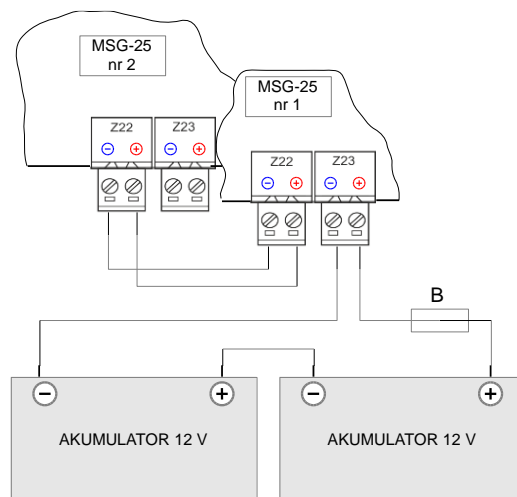 MSG-25
nr 2
MSG-25
nr 1
Z22
Z23
Z22
Z23
B
AKUMULATOR 12 V
AKUMULATOR 12 V